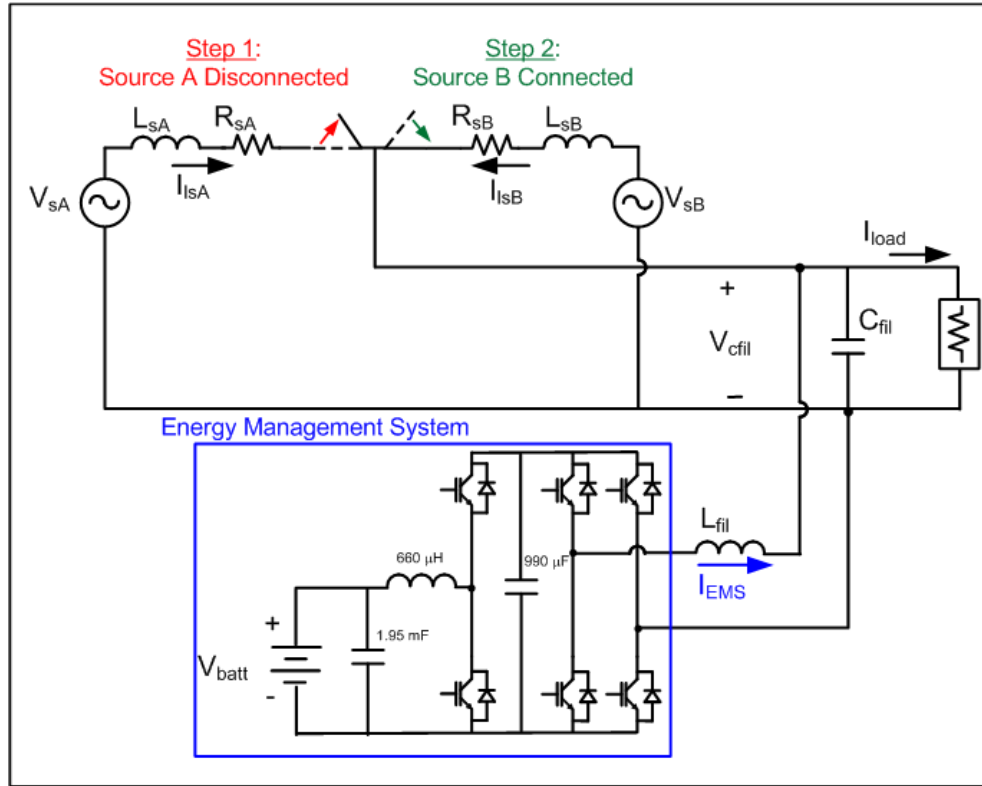 Step 1:
Source A Disconnected
Step 2:
Source B Connected
LsA
RsA
RsB
LsB
IlsA
IlsB
VsA
VsB
Iload
+
Vcfil
–
Cfil
Energy Management System
Lfil
IEMS
660 μH
990 μF
1.95 mF
+
Vbatt
-